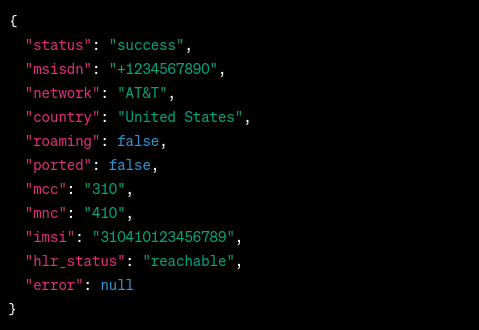 {
  "status": "success",
  "msisdn": "+1234567890",
  "network": "AT&T",
  "country": "United States",
  "roaming": false,
  "ported": false,
  "mcc": "310",
  "mnc": "410",
  "imsi": "310410123456789",
  "hlr_status": "reachable",
  "error": null
}